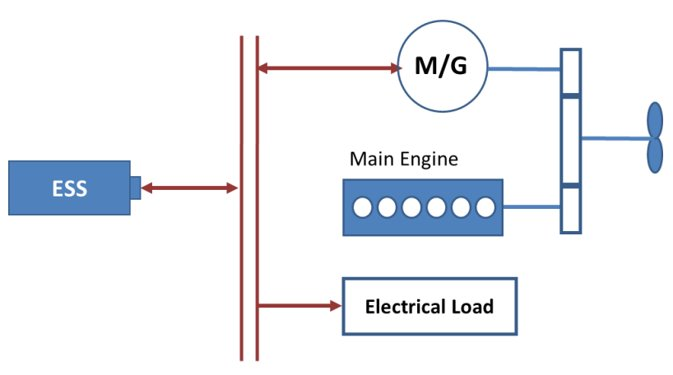 M/G
Main Engine
ESS
Electrical Load